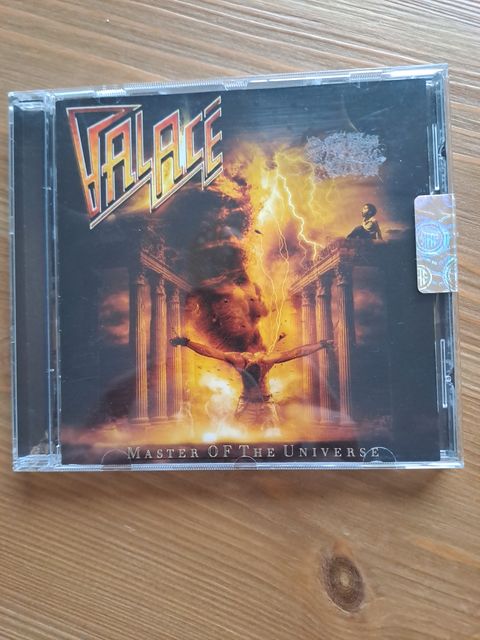 PALACE
MASTER OF THE UNIVERSE